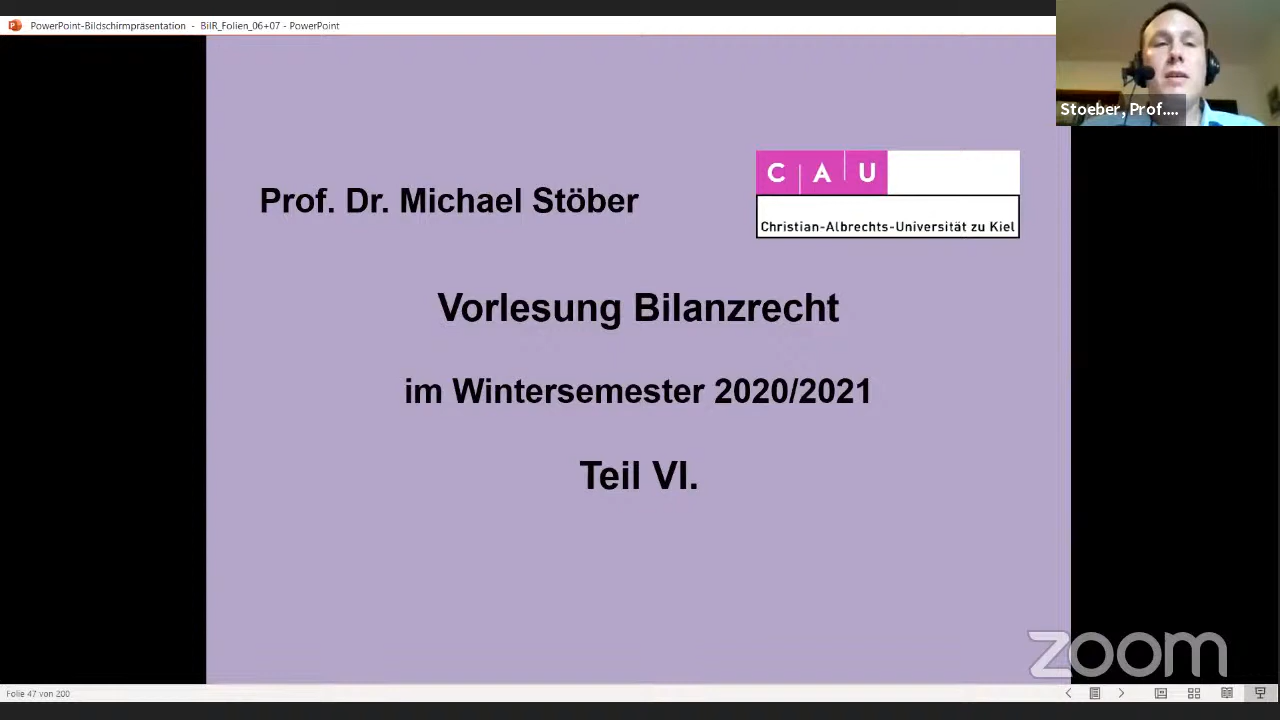 PowerPoint-Bildschirmpräsentation - BilR_Folien_06+07 - PowerPoint
Stoeber, Prof....
Prof. Dr. Michael Stöber
C A U
Christian-Albrechts-Universität zu Kiel
Vorlesung Bilanzrecht
im Wintersemester 2020/2021
Teil VI.
zoom
Folie 47 von 200